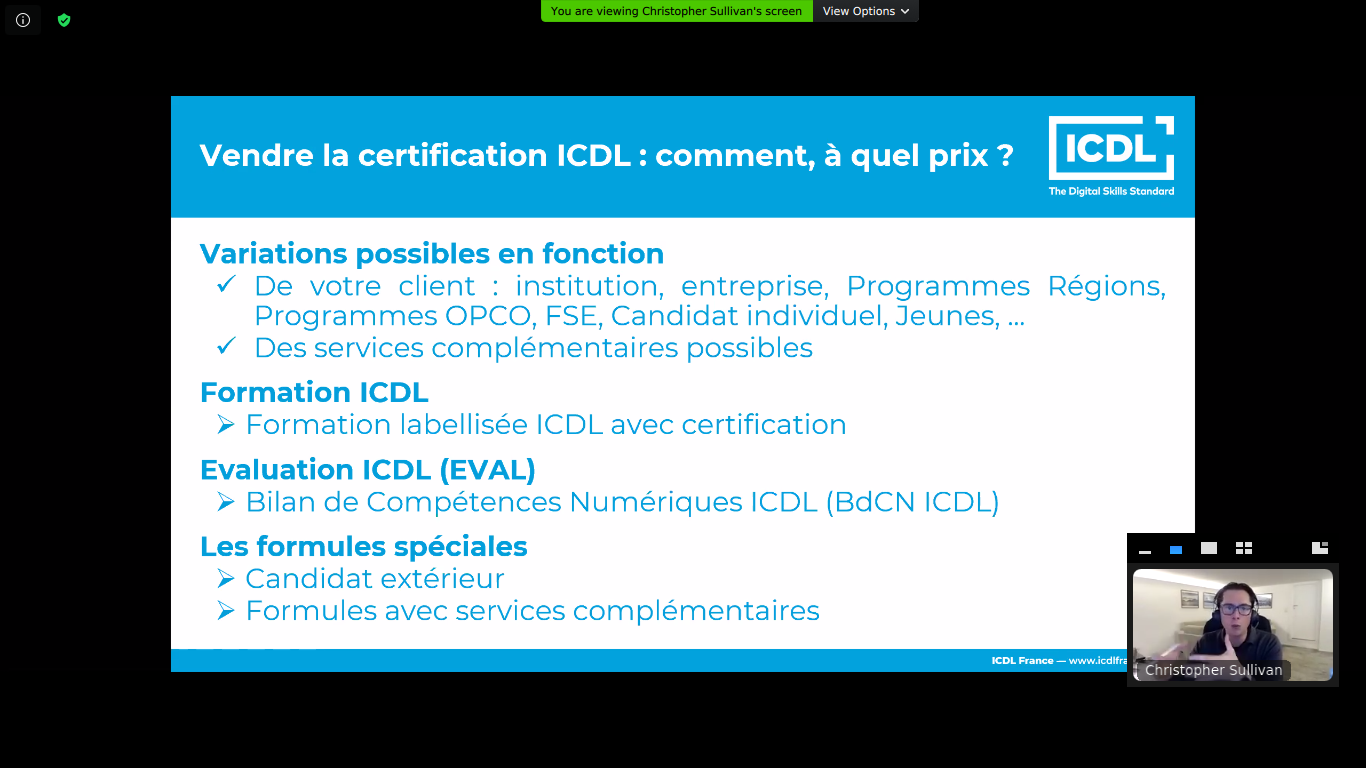 You are viewing Christopher Sullivan's screen
View Options
Vendre la certification ICDL : comment, à quel prix ?
ICDL
The Digital Skills Standard
Variations possibles en fonction
De votre client : institution, entreprise, Programmes Régions,
Programmes OPCO, FSE, Candidat individuel, Jeunes, ...
Des services complémentaires possibles
Formation ICDL
Formation labellisée ICDL avec certification
Evaluation ICDL (EVAL)
Bilan de Compétences Numériques ICDL (BdCN ICDL)
Les formules spéciales
Candidat extérieur
Formules avec services complémentaires
ICDL France — www.icdlfra
Christopher Sullivan